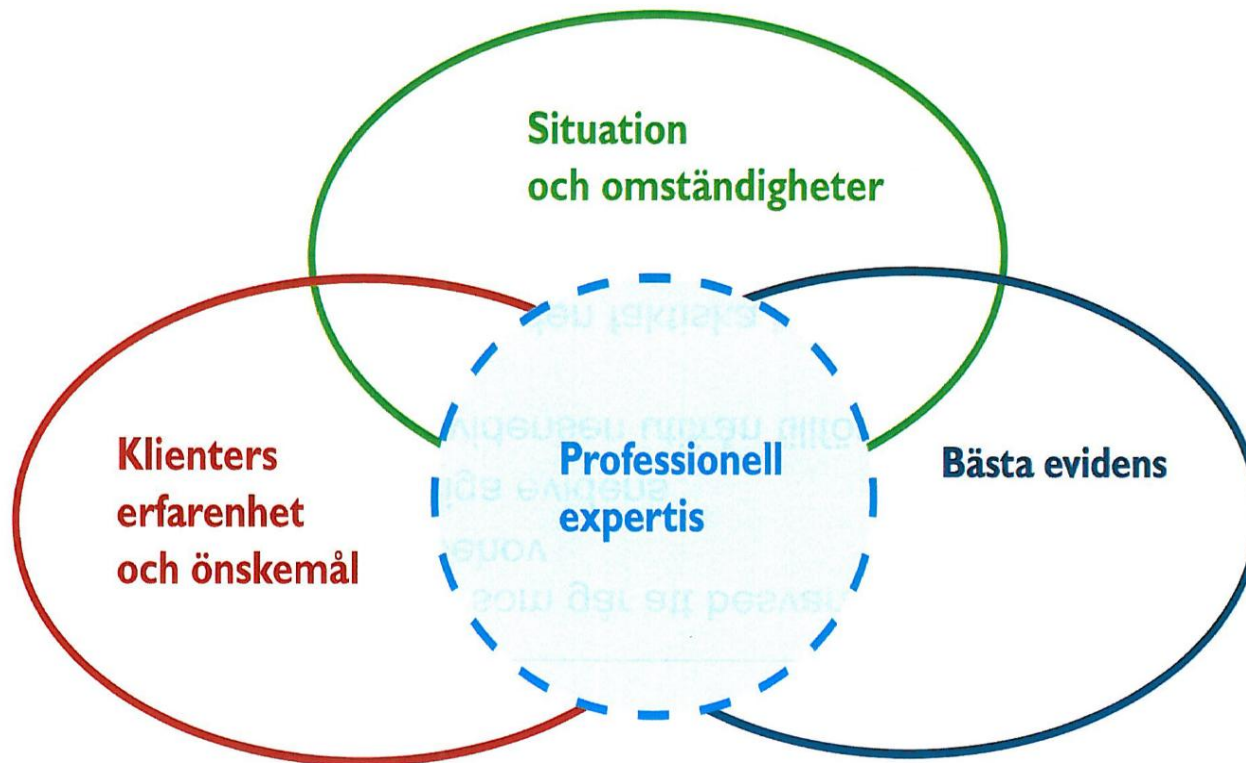 Situation
och omständigheter
Klienters
erfarenhet
och önskemål
Professionell
expertis
Bästa evidens